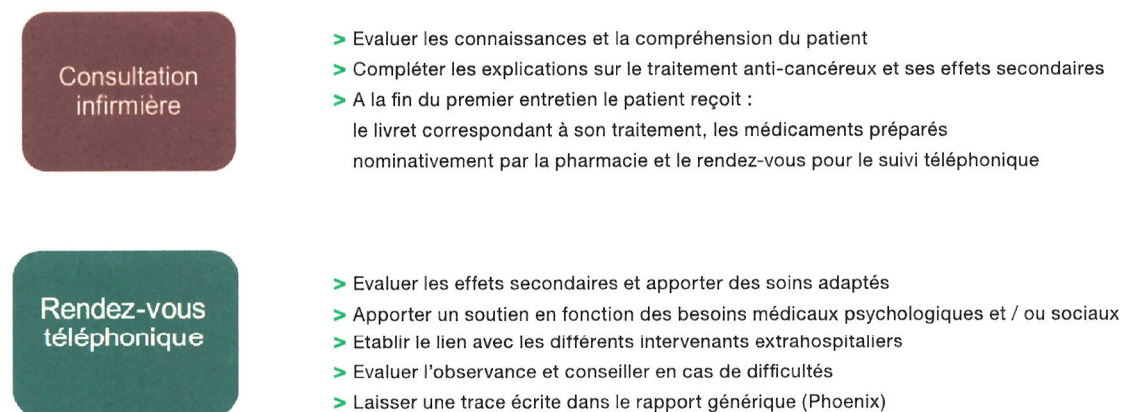 Consultation
infirmière
> Evaluer les connaissances et la compréhension du patient
> Compléter les explications sur le traitement anti-cancéreux et ses effets secondaires
> A la fin du premier entretien le patient reçoit :
le livret correspondant à son traitement, les médicaments préparés
nominativement par la pharmacie et le rendez-vous pour le suivi téléphonique
Rendez-vous
téléphonique
> Evaluer les effets secondaires et apporter des soins adaptés
> Apporter un soutien en fonction des besoins médicaux psychologiques et / ou sociaux
> Etablir le lien avec les différents intervenants extrahospitaliers
> Evaluer l'observance et conseiller en cas de difficultés
> Laisser une trace écrite dans le rapport générique (Phoenix)